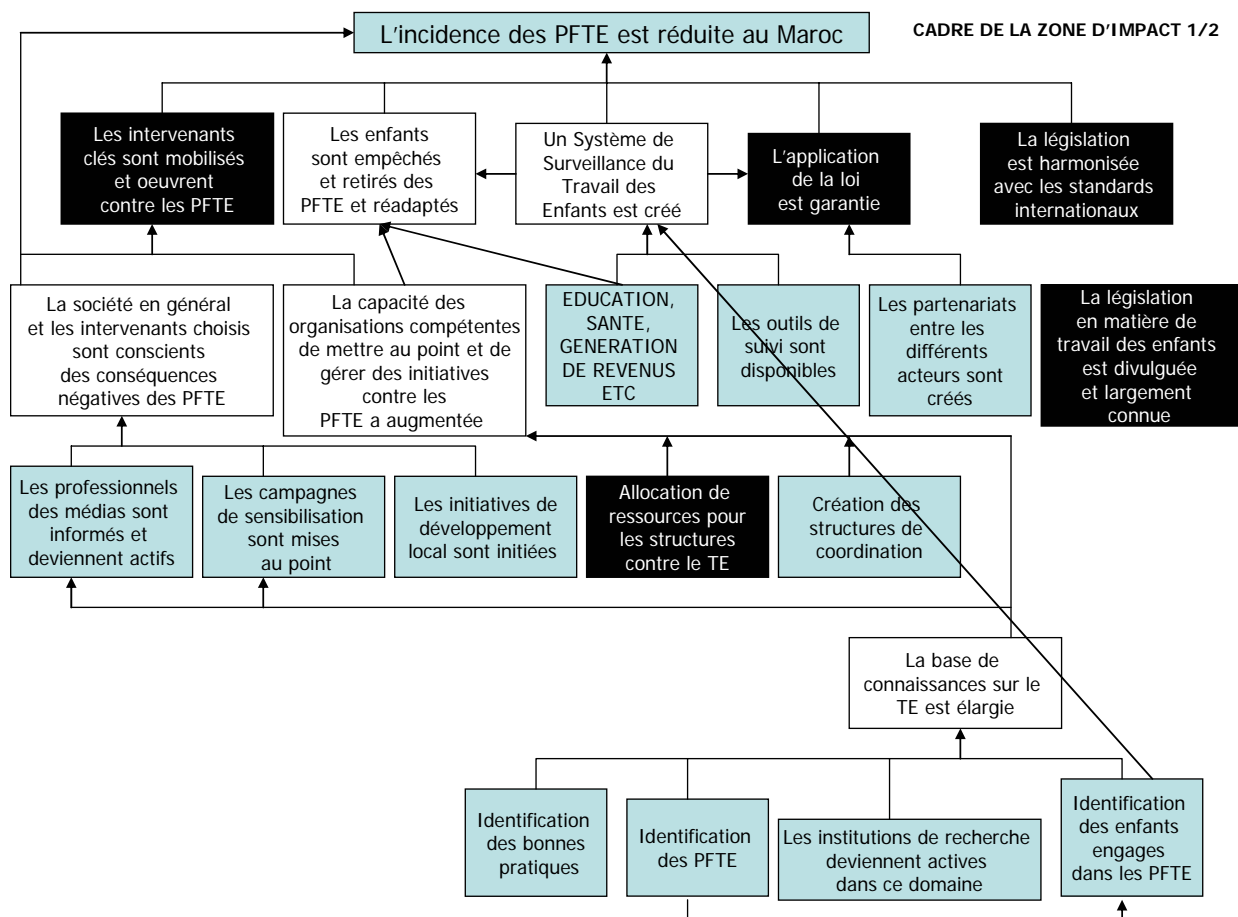 L'incidence des PFTE est réduite au Maroc
CADRE DE LA ZONE D'IMPACT 1/2
Les intervenants
clés sont mobilisés
et oeuvrent
contre les PFTE
Les enfants
sont empêchés
et retirés des
PFTE et réadaptés
Un Système de
Surveillance du
Travail des
Enfants est créé
L'application
de la loi
est garantie
La législation
est harmonisée
avec les standards
internationaux
La société en général
et les intervenants choisis
sont conscients
des conséquences
négatives des PFTE
La capacité des
organisations compétentes
de mettre au point et de
gérer des initiatives
contre les
PFTE a augmentée
EDUCATION,
SANTE,
GENERATION
DE REVENUS
ETC
Les outils de
suivi sont
disponibles
Les partenariats
entre les
différents
acteurs sont
créés
La législation
en matière de
travail des enfants
est divulguée
et largement
connue
Les professionnels
des médias sont
informés et
deviennent actifs
Les campagnes
de sensibilisation
sont mises
au point
Les initiatives de
développement
local sont initiées
Allocation de
ressources pour
les structures
contre le TE
Création des
structures de
coordination
La base de
connaissances sur le
TE est élargie
Identification
des bonnes
pratiques
Identification
des PFTE
Les institutions de recherche
deviennent actives
dans ce domaine
Identification
des enfants
engages
dans les PFTE